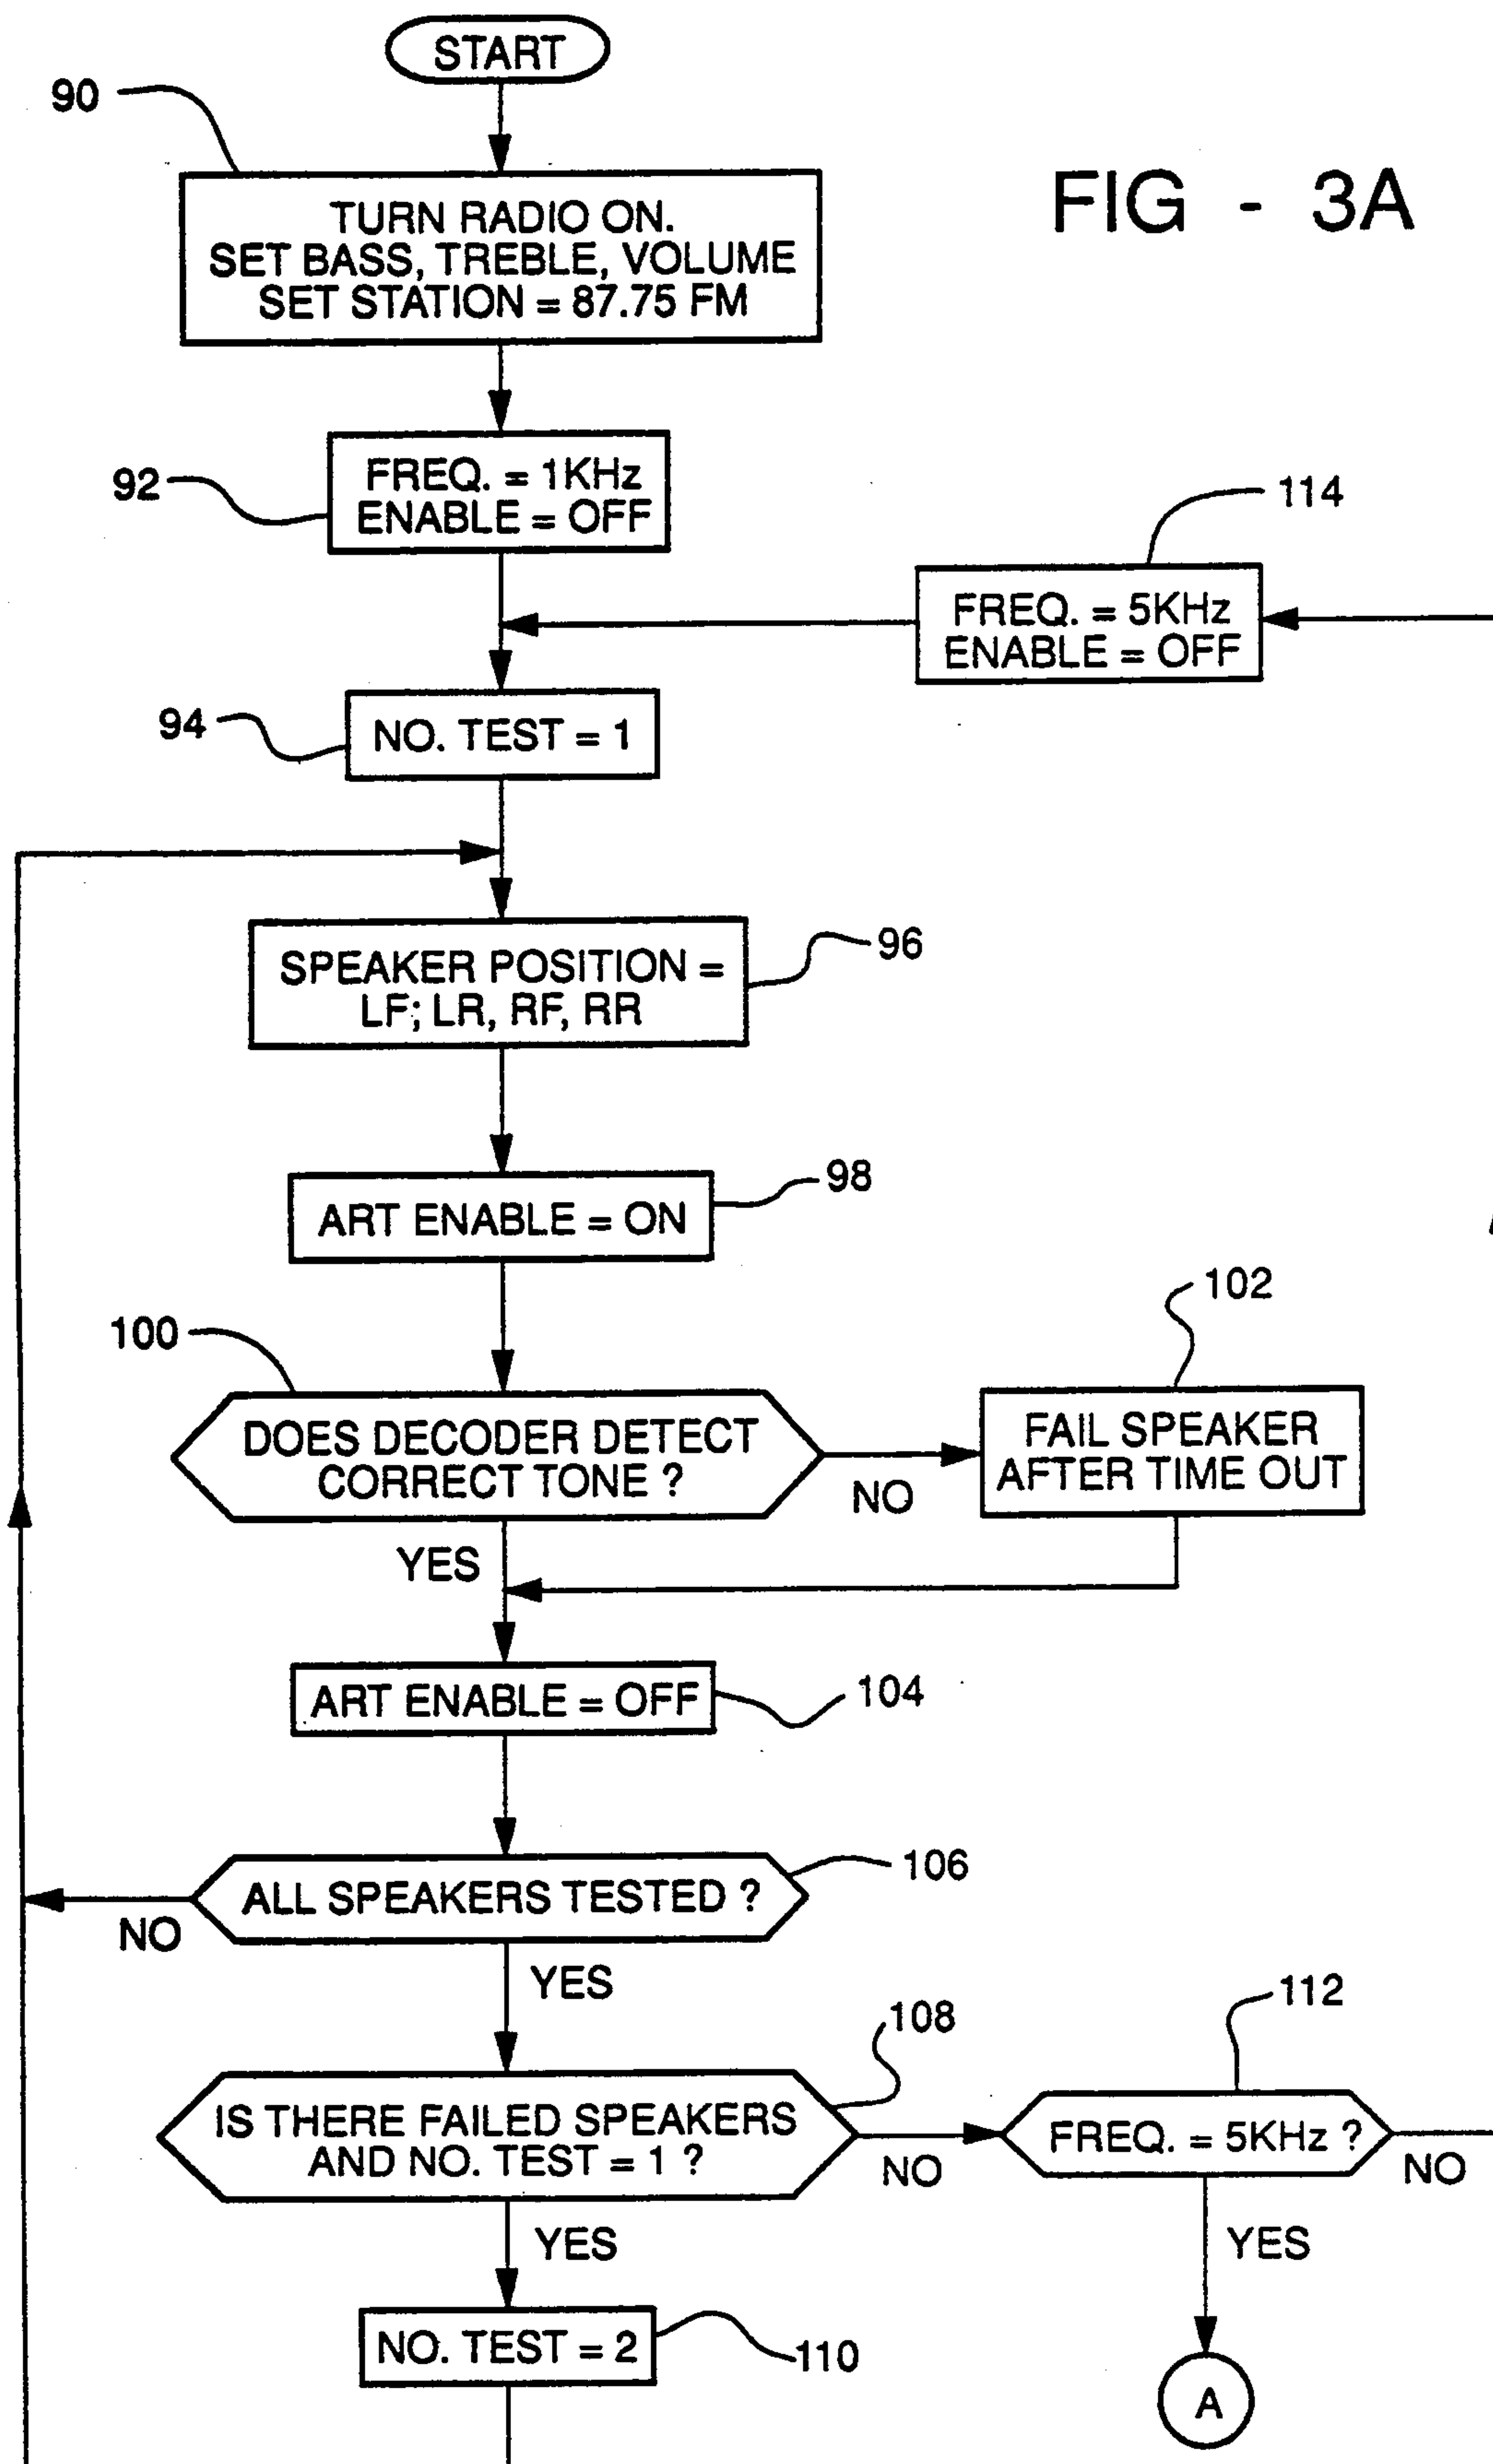 START
90
TURN RADIO ON.
SET BASS, TREBLE, VOLUME
SET STATION = 87.75 FM
FIG - 3A
92
FREQ. = 1KHz
ENABLE = OFF
114
FREQ. = 5KHz
ENABLE = OFF
94
NO. TEST = 1
SPEAKER POSITION =
LF; LR, RF, RR
96
ART ENABLE = ON
98
100
DOES DECODER DETECT
CORRECT TONE ?
NO
102
FAIL SPEAKER
AFTER TIME OUT
YES
ART ENABLE = OFF
104
ALL SPEAKERS TESTED ?
106
NO
YES
108
IS THERE FAILED SPEAKERS
AND NO. TEST = 1 ?
NO
112
FREQ. = 5KHz ?
NO
YES
YES
NO. TEST = 2
110
A